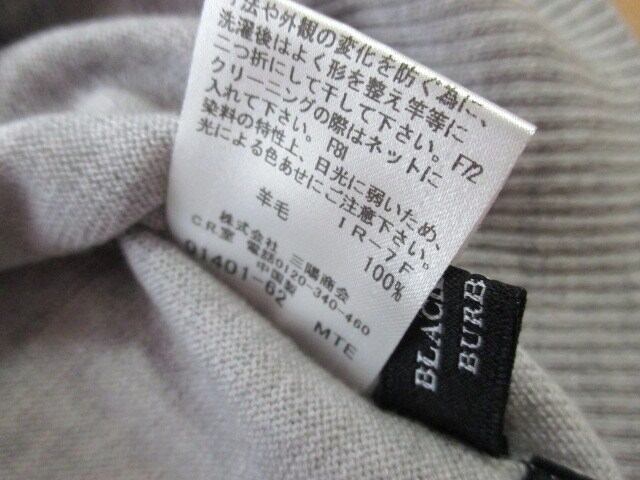 寸法や外観の変化を防ぐ為に、
洗濯後はよく形を整え竿等に
二つ折にして干して下さい。F72
クリーニングの際はネットに
入れて下さい。F81
染料の特性上、日光に弱いため、
光による色あせにご注意下さい。
IR-7F
羊毛 100%
株式会社 三陽商会
C.R.室 電話0120-340-460
中国製
01401-62 MTE
BLACK
BURB